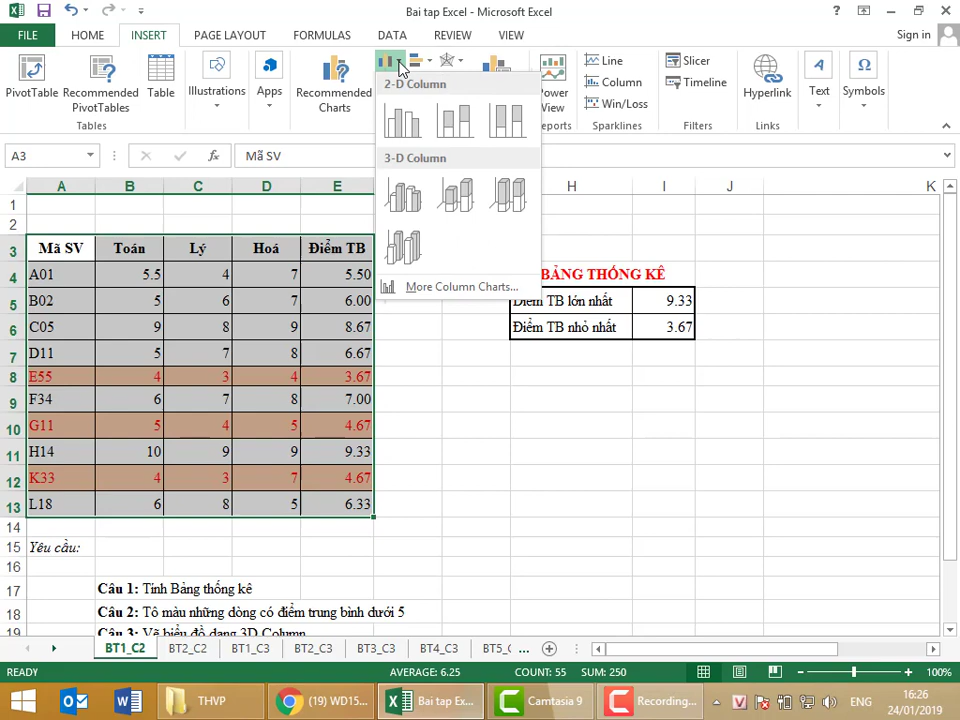 Bai tap Excel - Microsoft Excel
FILE HOME INSERT PAGE LAYOUT FORMULAS DATA REVIEW VIEW Sign in
PivotTable Recommended PivotTables Table Illustrations Apps Recommended Charts Power View Line Column Win/Loss Slicer Timeline Hyperlink Text Symbols
Tables Reports Sparklines Filters Links
2-D Column
3-D Column
More Column Charts...
A3 Mã SV
A B C D E H I J K
1
2
3 Mã SV Toán Lý Hoá Điểm TB
4 A01 5.5 4 7 5.50 BẢNG THỐNG KÊ
5 B02 5 6 7 6.00 Điểm TB lớn nhất 9.33
6 C05 9 8 9 8.67 Điểm TB nhỏ nhất 3.67
7 D11 5 7 8 6.67
8 E55 4 3 4 3.67
9 F34 6 7 8 7.00
10 G11 5 4 5 4.67
11 H14 10 9 9 9.33
12 K33 4 3 7 4.67
13 L18 6 8 5 6.33
14
15 Yêu cầu:
16
17 Câu 1: Tính Bảng thống kê
18 Câu 2: Tô màu những dòng có điểm trung bình dưới 5
19 Câu 3: Vẽ biểu đồ dạng 3D Column
BT1_C2 BT2_C2 BT1_C3 BT2_C3 BT3_C3 BT4_C3 BT5_C ...
READY AVERAGE: 6.25 COUNT: 55 SUM: 250 100%
THVP (19) WD15... Bai tap Exce... Camtasia 9 Recording... ENG 16:26
24/01/2019